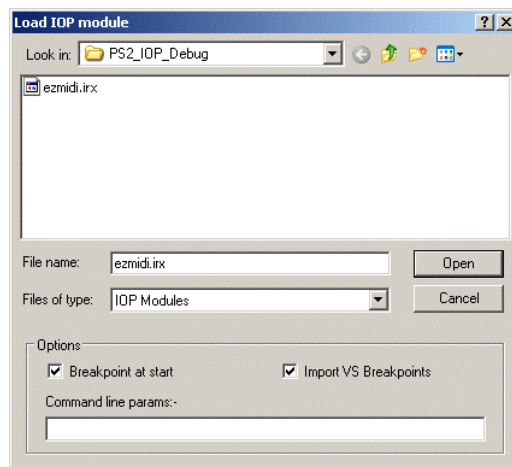 Load IOP module
Look in: PS2_IOP_Debug
ezmidi.irx
File name: ezmidi.irx Open
Files of type: IOP Modules Cancel
Options
Breakpoint at start Import VS Breakpoints
Command line params:-